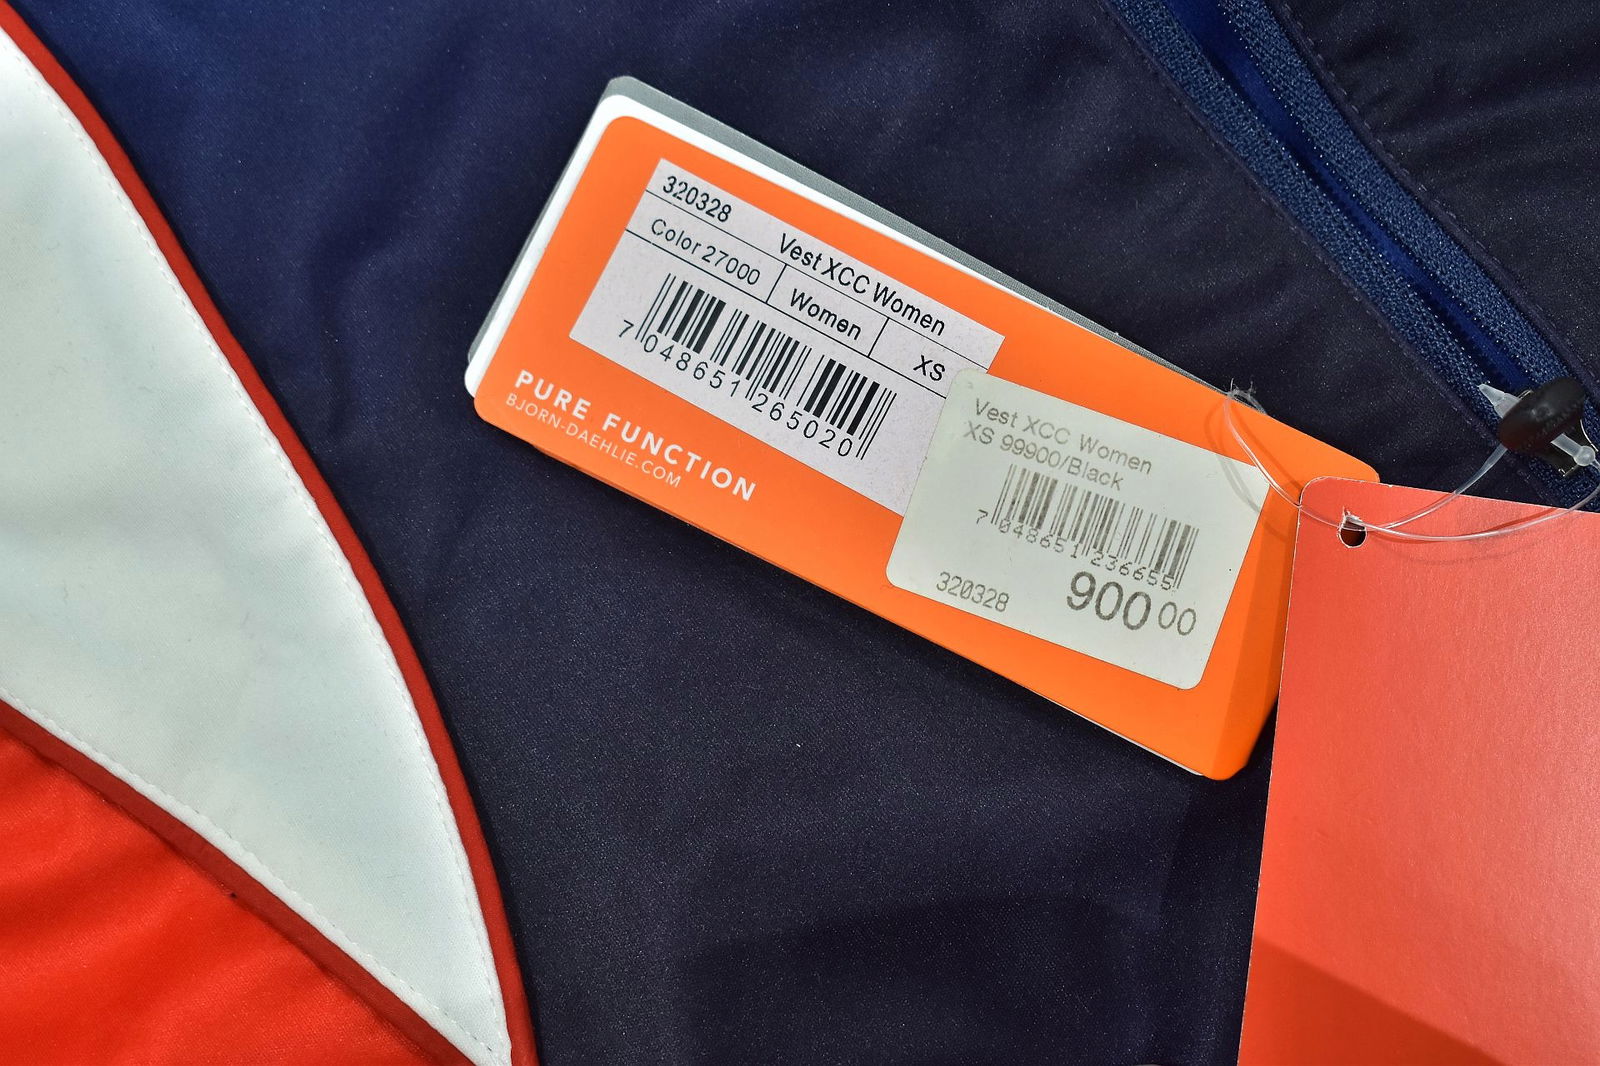 320328
Vest XCC Women
Color 27000
Women
XS
7 048651 265020
PURE FUNCTION
BJORN-DAEHLIE.COM
Vest XCC Women
XS 99900/Black
7 048651 236655
320328
900 00